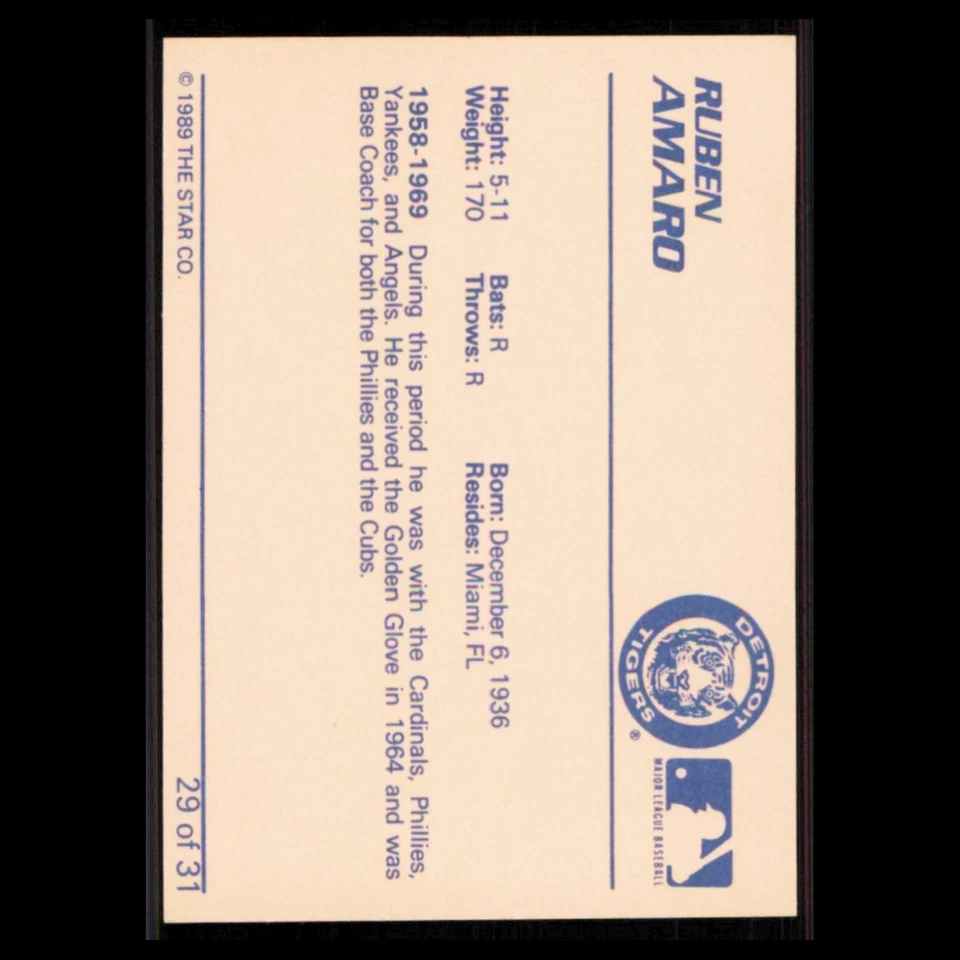 RUBEN
AMARO
DETROIT
TIGERS
®
MAJOR LEAGUE BASEBALL
Height: 5-11 Bats: R Born: December 6, 1936
Weight: 170 Throws: R Resides: Miami, FL
1958-1969 During this period he was with the Cardinals, Phillies,
Yankees, and Angels. He received the Golden Glove in 1964 and was
Base Coach for both the Phillies and the Cubs.
© 1989 THE STAR CO. 29 of 31